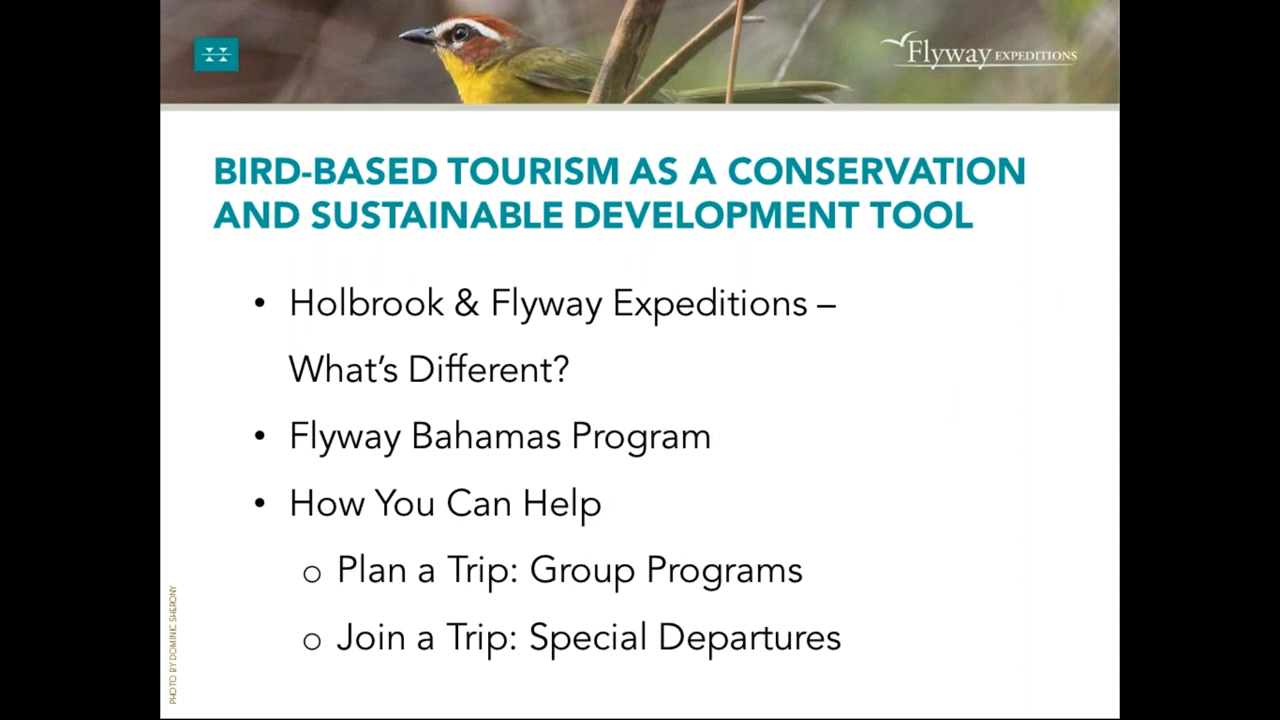 Flyway EXPEDITIONS
BIRD-BASED TOURISM AS A CONSERVATION
AND SUSTAINABLE DEVELOPMENT TOOL
• Holbrook & Flyway Expeditions –
What's Different?
• Flyway Bahamas Program
• How You Can Help
o Plan a Trip: Group Programs
o Join a Trip: Special Departures
PHOTO BY DOMINIC SHERONY